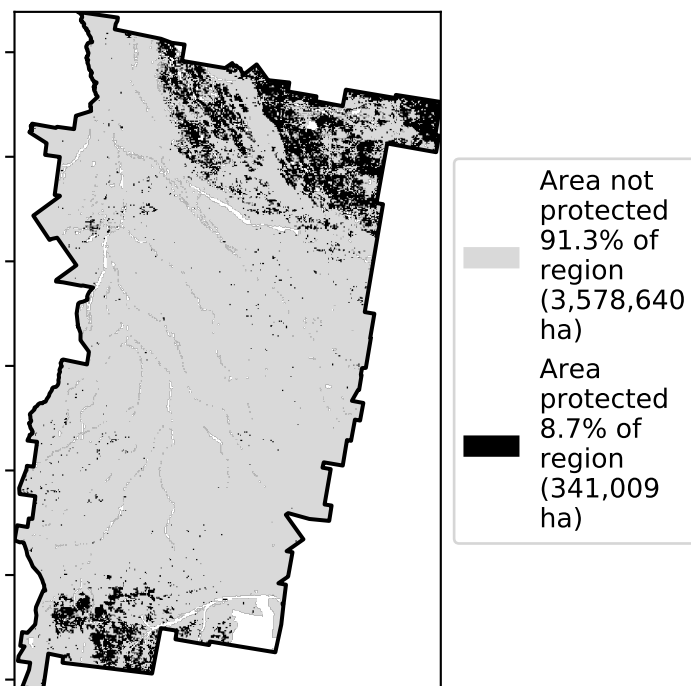 Area not
protected
91.3% of
region
(3,578,640
ha)
Area
protected
8.7% of
region
(341,009
ha)